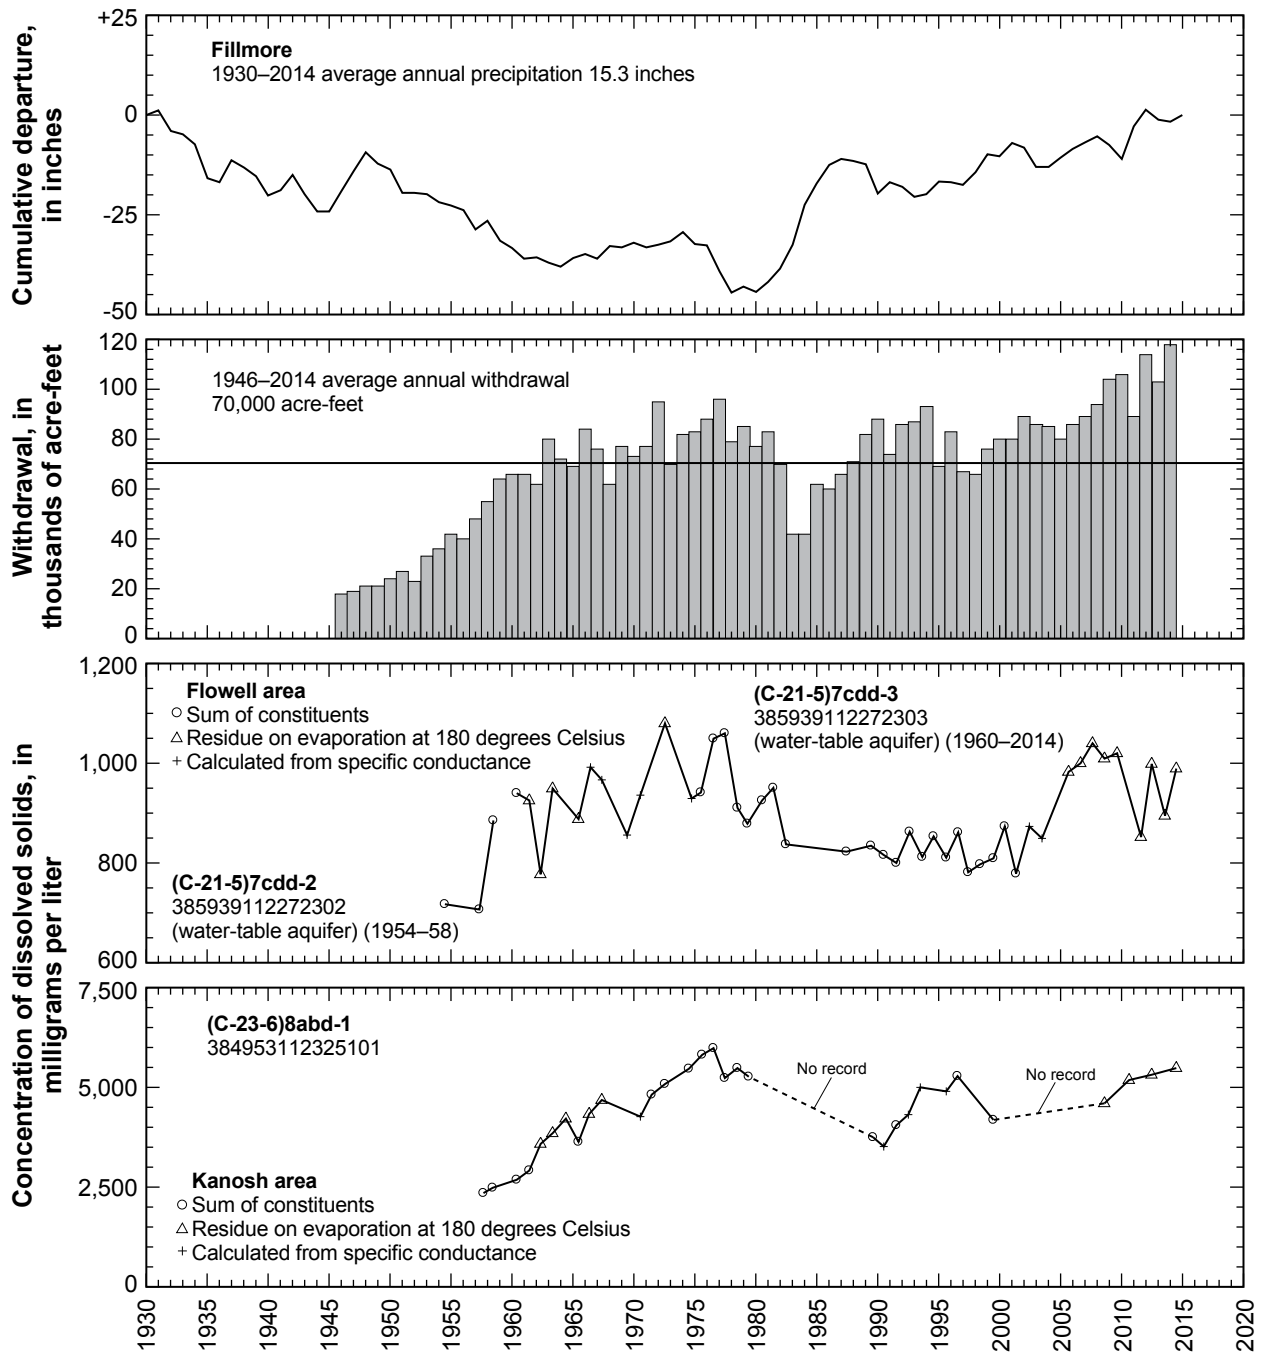 Cumulative departure,
in inches
+25
0
-25
-50
Fillmore
1930–2014 average annual precipitation 15.3 inches
Withdrawal, in
thousands of acre-feet
120
100
80
60
40
20
0
1946–2014 average annual withdrawal
70,000 acre-feet
Concentration of dissolved solids, in
milligrams per liter
1,200
1,000
800
600
Flowell area
Sum of constituents
Residue on evaporation at 180 degrees Celsius
Calculated from specific conductance
(C-21-5)7cdd-3
385939112272303
(water-table aquifer) (1960–2014)
(C-21-5)7cdd-2
385939112272302
(water-table aquifer) (1954–58)
7,500
5,000
2,500
0
(C-23-6)8abd-1
384953112325101
No record
No record
Kanosh area
Sum of constituents
Residue on evaporation at 180 degrees Celsius
Calculated from specific conductance
1930
1935
1940
1945
1950
1955
1960
1965
1970
1975
1980
1985
1990
1995
2000
2005
2010
2015
2020